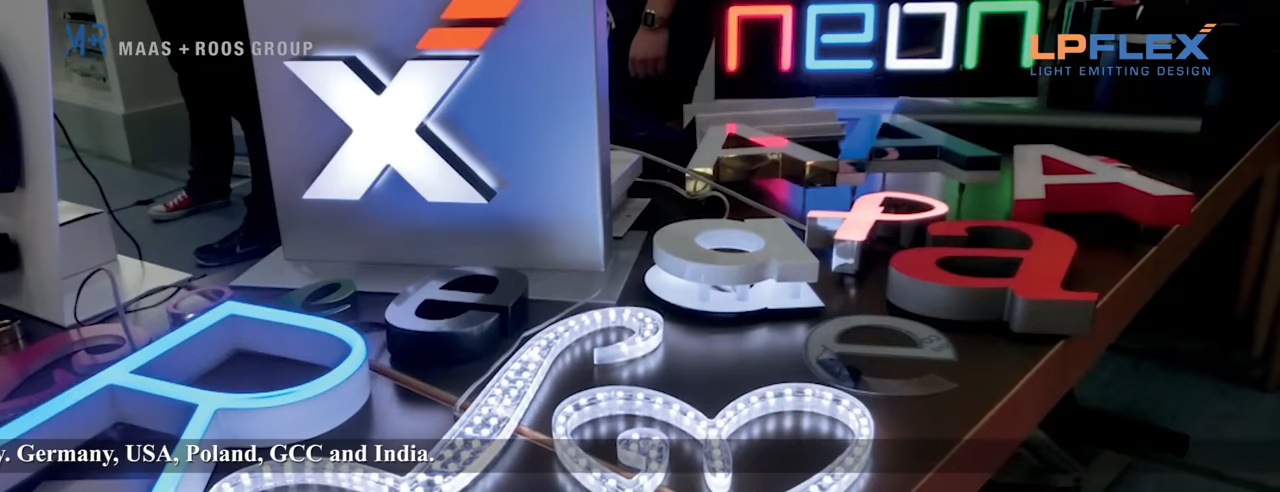 M+R MAAS + ROOS GROUP
neon
LPFLEX
LIGHT EMITTING DESIGN
X
A A A
a a
R e e e
y. Germany, USA, Poland, GCC and India.